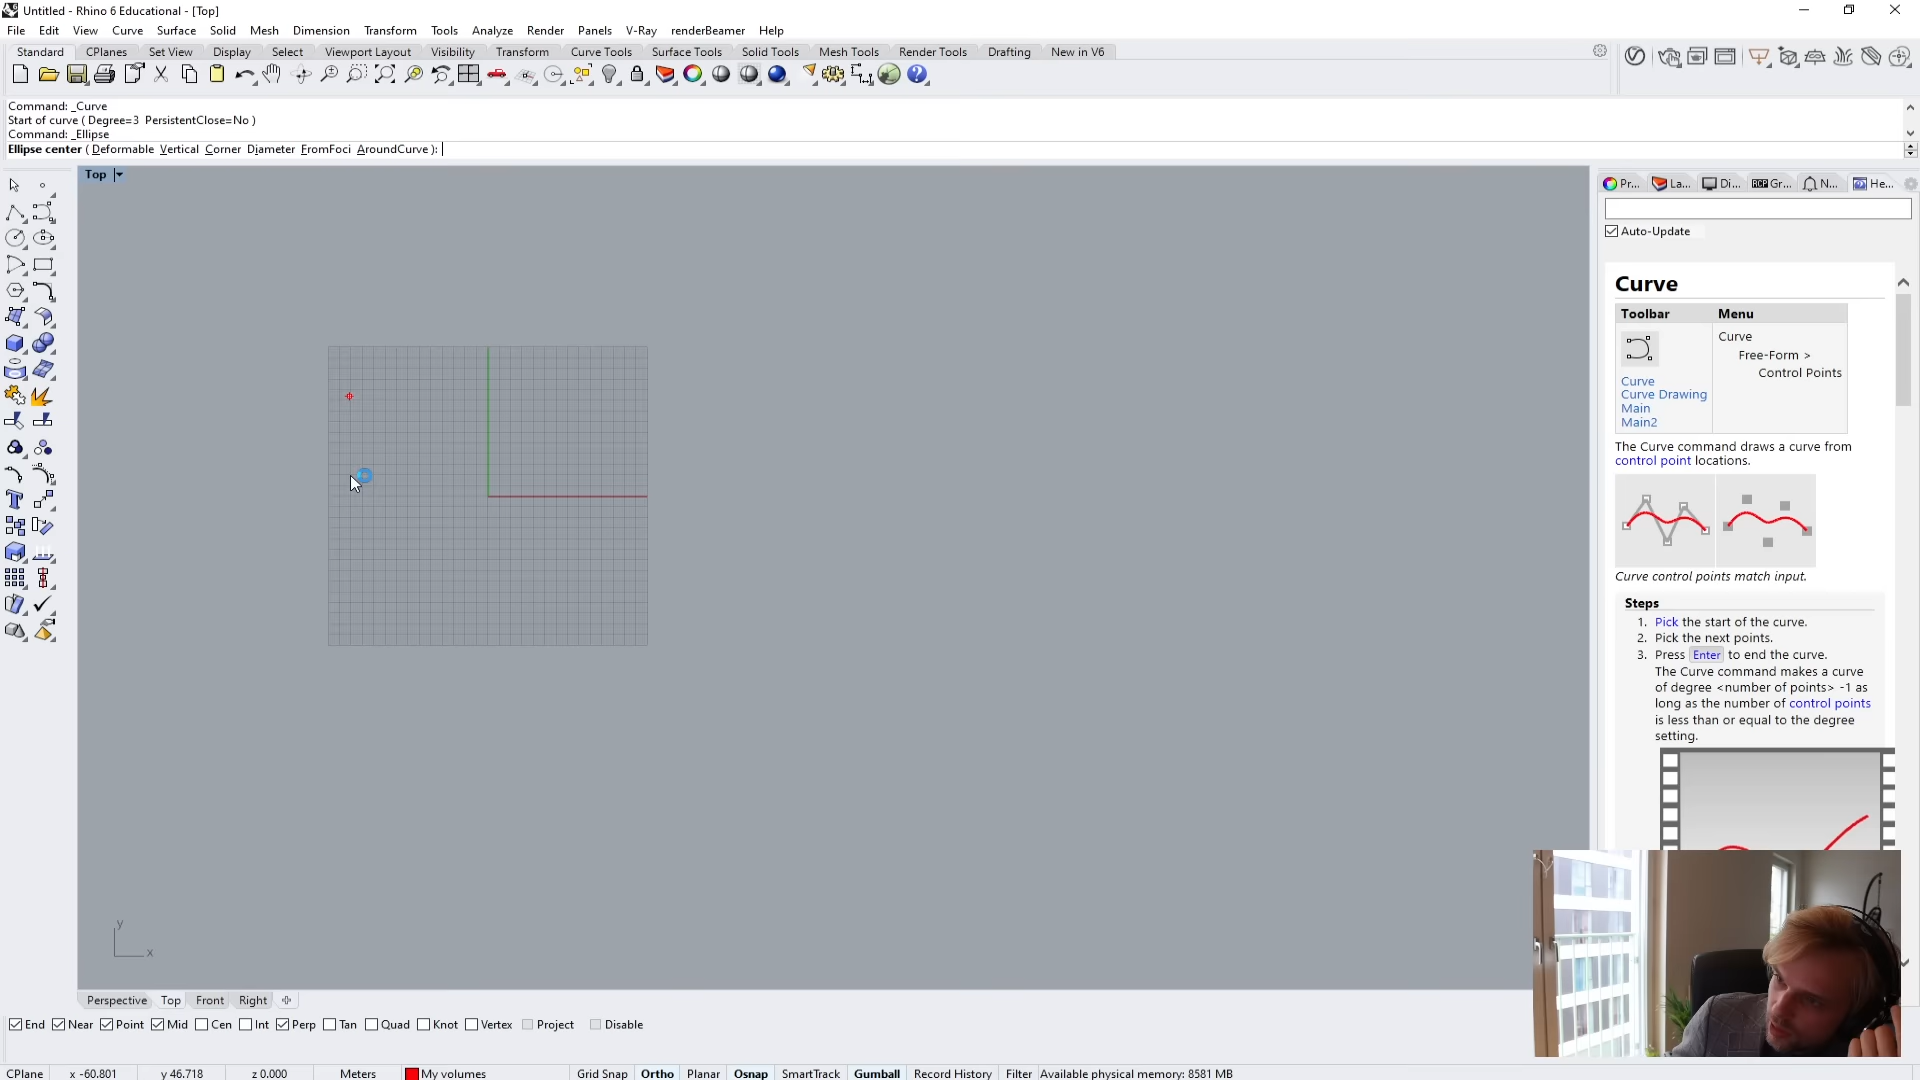 Untitled - Rhino 6 Educational - [Top]
File Edit View Curve Surface Solid Mesh Dimension Transform Tools Analyze Render Panels V-Ray renderBeamer Help
Standard CPlanes Set View Display Select Viewport Layout Visibility Transform Curve Tools Surface Tools Solid Tools Mesh Tools Render Tools Drafting New in V6
Command: _Curve
Start of curve ( Degree=3 PersistentClose=No )
Command: _Ellipse
Ellipse center ( Deformable Vertical Corner Diameter FromFoci AroundCurve ):
Top
Pr... La... Di... Gr... N... He...
Auto-Update
Curve
Toolbar Menu
Curve
Free-Form >
Control Points
Curve
Curve Drawing
Main
Main2
The Curve command draws a curve from
control point locations.
Curve control points match input.
Steps
1. Pick the start of the curve.
2. Pick the next points.
3. Press Enter to end the curve.
The Curve command makes a curve
of degree <number of points> -1 as
long as the number of control points
is less than or equal to the degree
setting.
y
x
Perspective Top Front Right
End Near Point Mid Cen Int Perp Tan Quad Knot Vertex Project Disable
CPlane x -60.801 y 46.718 z 0.000 Meters My volumes Grid Snap Ortho Planar Osnap SmartTrack Gumball Record History Filter Available physical memory: 8581 MB